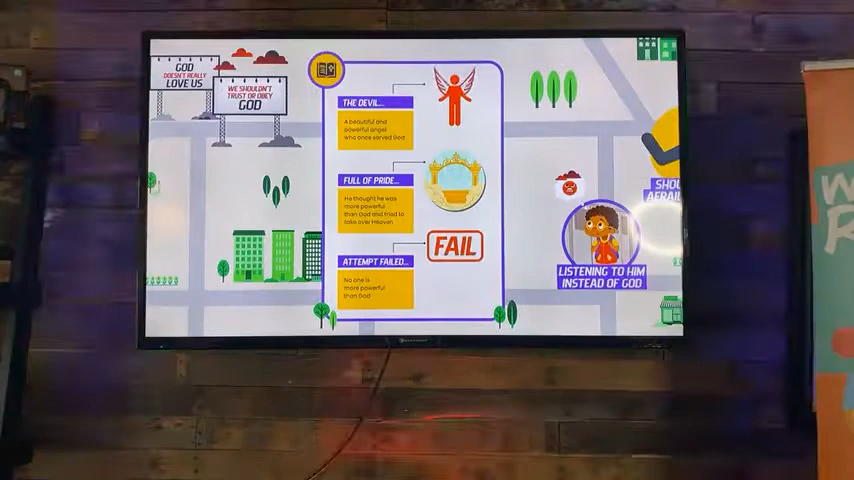 GOD
DOESN'T REALLY
LOVE US
WE SHOULDN'T
TRUST OR OBEY
GOD
THE DEVIL...
A beautiful and
powerful angel
who once served God
FULL OF PRIDE...
He thought he was
more powerful
than God and tried to
take over Heaven
FAIL
ATTEMPT FAILED...
No one is
more powerful
than God
SHOU
AFRAI
LISTENING TO HIM
INSTEAD OF GOD
W
R